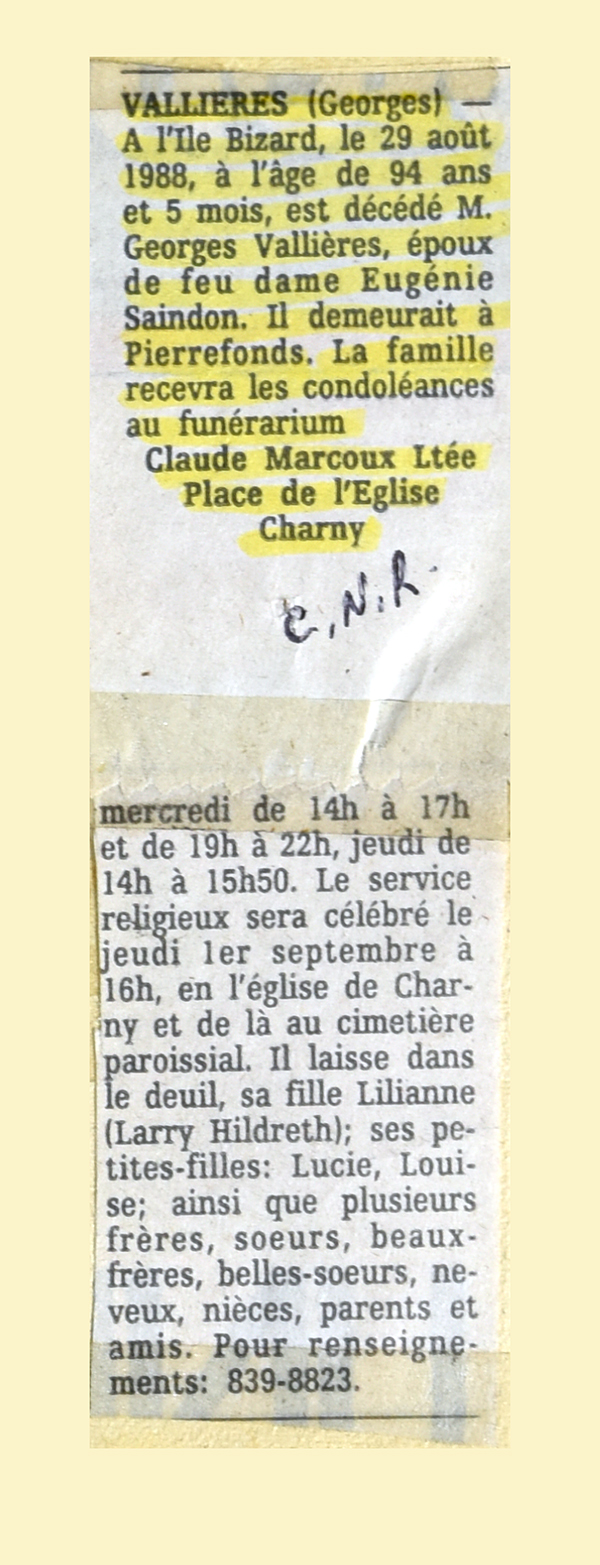 VALLIERES (Georges) —
A l'Ile Bizard, le 29 août
1988, à l'âge de 94 ans
et 5 mois, est décédé M.
Georges Vallières, époux
de feu dame Eugénie
Saindon. Il demeurait à
Pierrefonds. La famille
recevra les condoléances
au funérarium
Claude Marcoux Ltée
Place de l'Eglise
Charny
C.N.R.
mercredi de 14h à 17h
et de 19h à 22h, jeudi de
14h à 15h50. Le service
religieux sera célébré le
jeudi 1er septembre à
16h, en l'église de Char-
ny et de là au cimetière
paroissial. Il laisse dans
le deuil, sa fille Lilianne
(Larry Hildreth); ses pe-
tites-filles: Lucie, Loui-
se; ainsi que plusieurs
frères, soeurs, beaux-
frères, belles-soeurs, ne-
veux, nièces, parents et
amis. Pour renseigne-
ments: 839-8823.